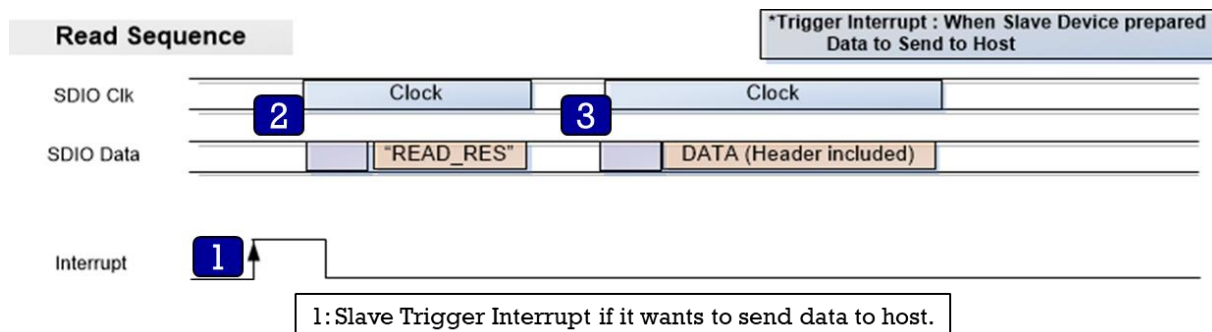 Read Sequence
*Trigger Interrupt : When Slave Device prepared
Data to Send to Host
SDIO Clk
Clock
Clock
2
3
SDIO Data
"READ_RES"
DATA (Header included)
1
Interrupt
1: Slave Trigger Interrupt if it wants to send data to host.